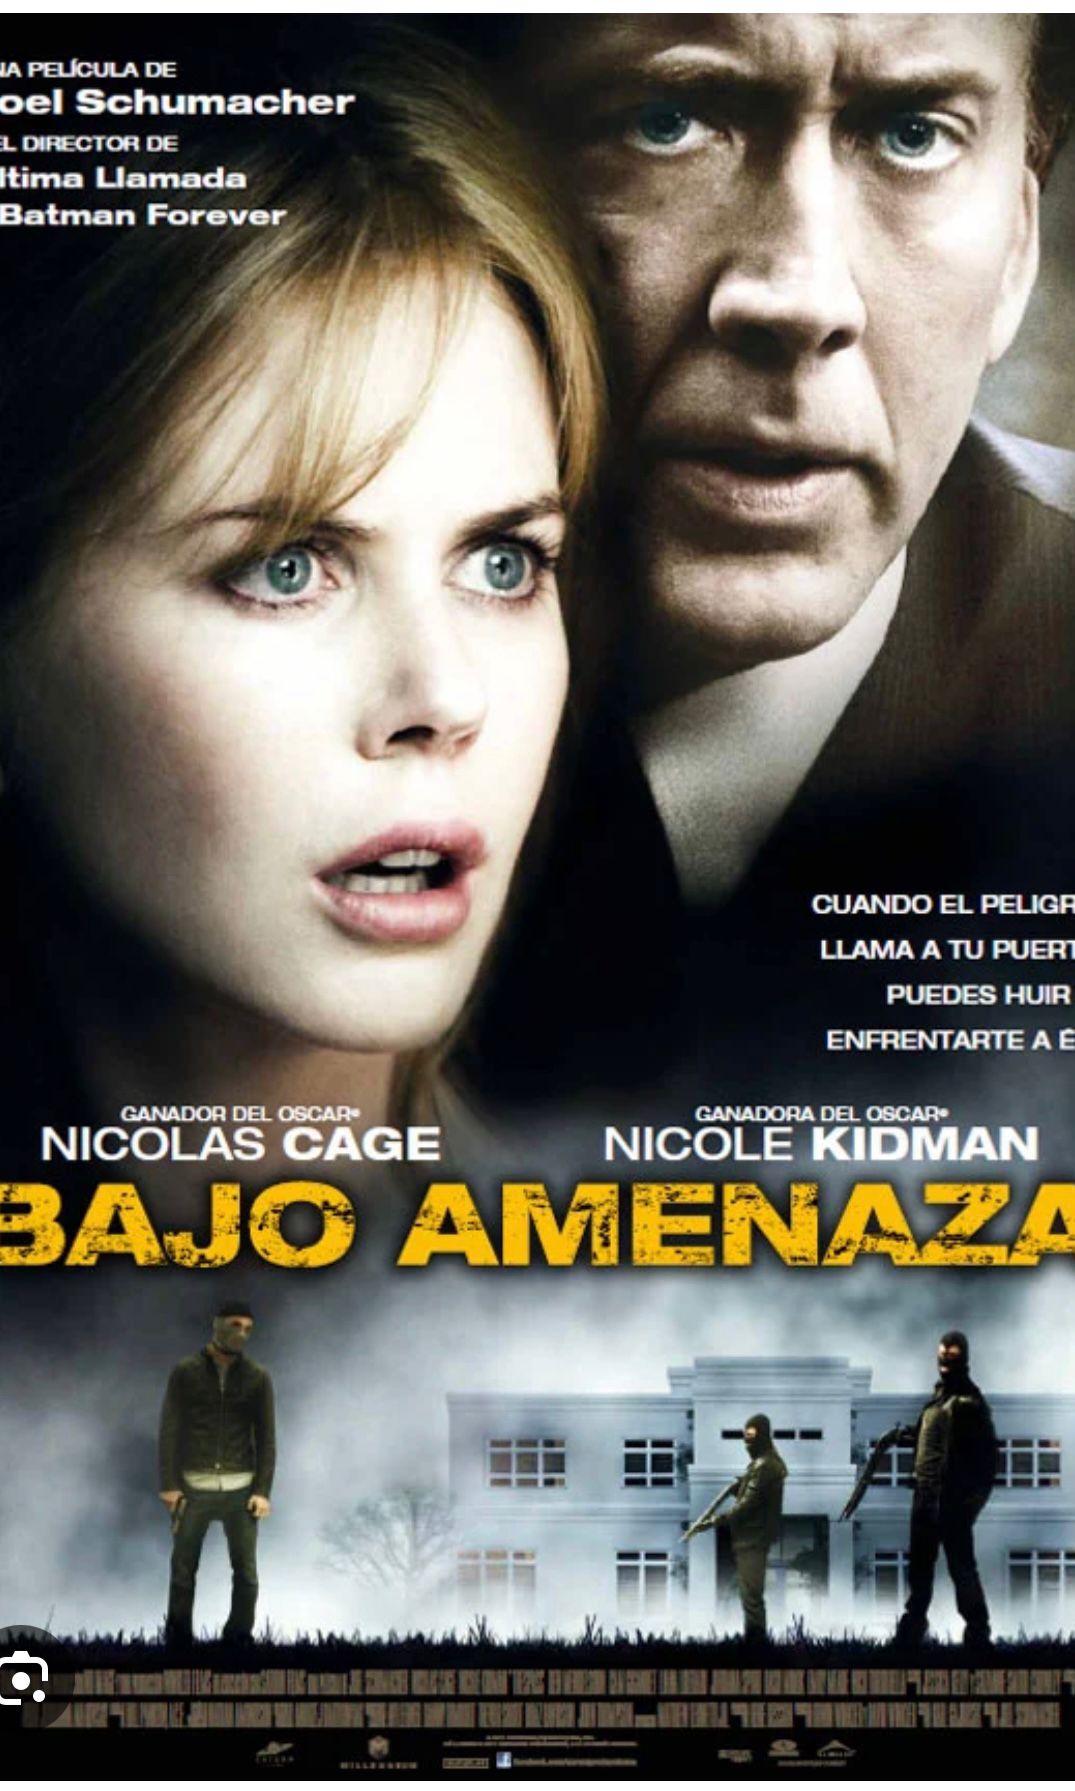 NA PELÍCULA DE
oel Schumacher
EL DIRECTOR DE
ltima Llamada
Batman Forever
CUANDO EL PELIGR
LLAMA A TU PUERT
PUEDES HUIR
ENFRENTARTE A É
GANADOR DEL OSCAR®
NICOLAS CAGE
GANADORA DEL OSCAR®
NICOLE KIDMAN
BAJO AMENAZA
MILLENNIUM